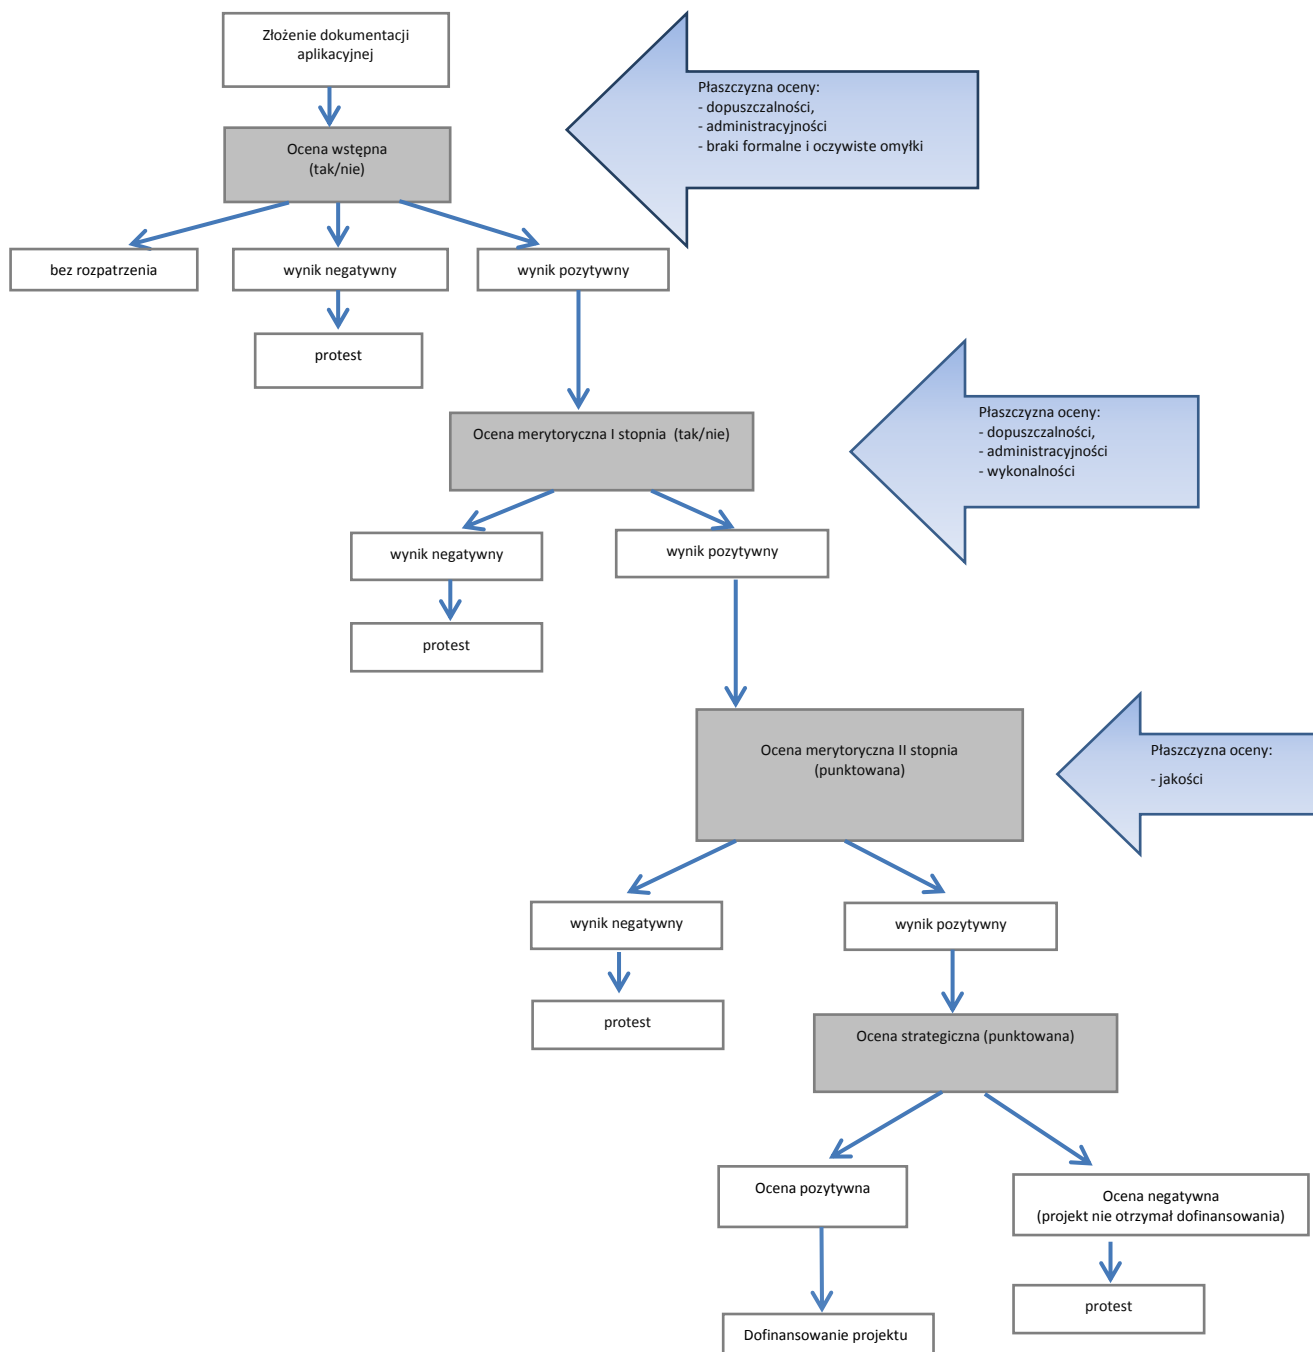 Złożenie dokumentacji
aplikacyjnej
Płaszczyzna oceny:
- dopuszczalności,
- administracyjności
- braki formalne i oczywiste omyłki
Ocena wstępna
(tak/nie)
bez rozpatrzenia
wynik negatywny
wynik pozytywny
protest
Płaszczyzna oceny:
- dopuszczalności,
- administracyjności
- wykonalności
Ocena merytoryczna I stopnia (tak/nie)
wynik negatywny
wynik pozytywny
protest
Ocena merytoryczna II stopnia
(punktowana)
Płaszczyzna oceny:
- jakości
wynik negatywny
wynik pozytywny
protest
Ocena strategiczna (punktowana)
Ocena pozytywna
Ocena negatywna
(projekt nie otrzymał dofinansowania)
protest
Dofinansowanie projektu